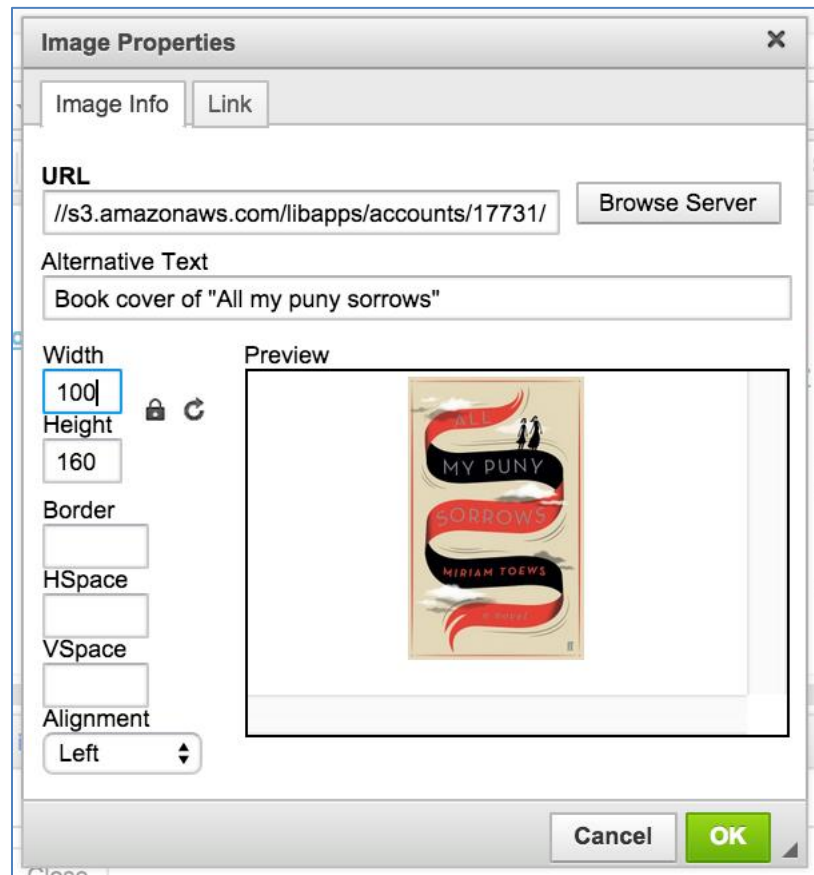 Image Properties
Image Info
Link
URL
//s3.amazonaws.com/libapps/accounts/17731/
Browse Server
Alternative Text
Book cover of "All my puny sorrows"
Width
100
Height
160
Preview
ALL
MY PUNY
SORROWS
MIRIAM TOEWS
a novel
Border
HSpace
VSpace
Alignment
Left
Cancel
OK
Close